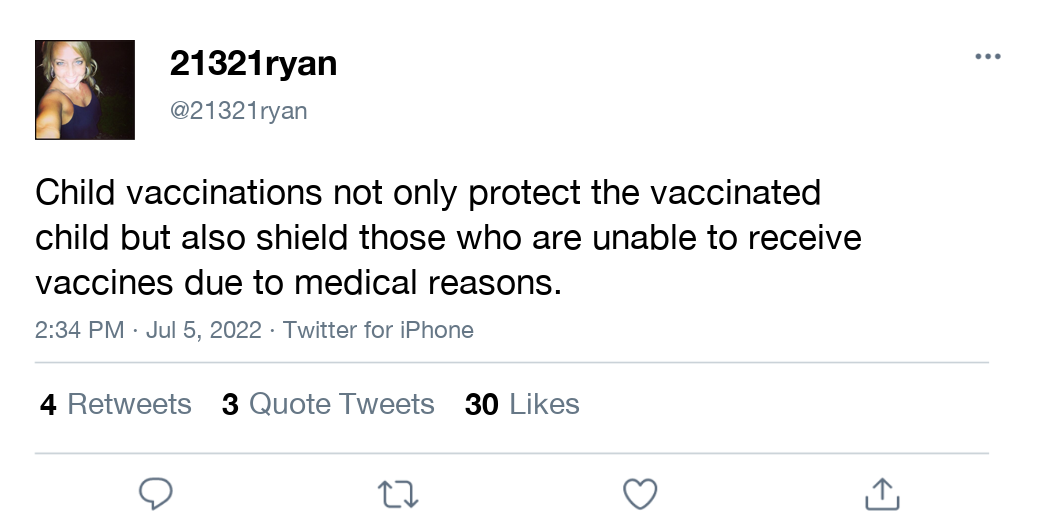 21321ryan
@21321ryan
Child vaccinations not only protect the vaccinated
child but also shield those who are unable to receive
vaccines due to medical reasons.
2:34 PM · Jul 5, 2022 · Twitter for iPhone
4 Retweets 3 Quote Tweets 30 Likes